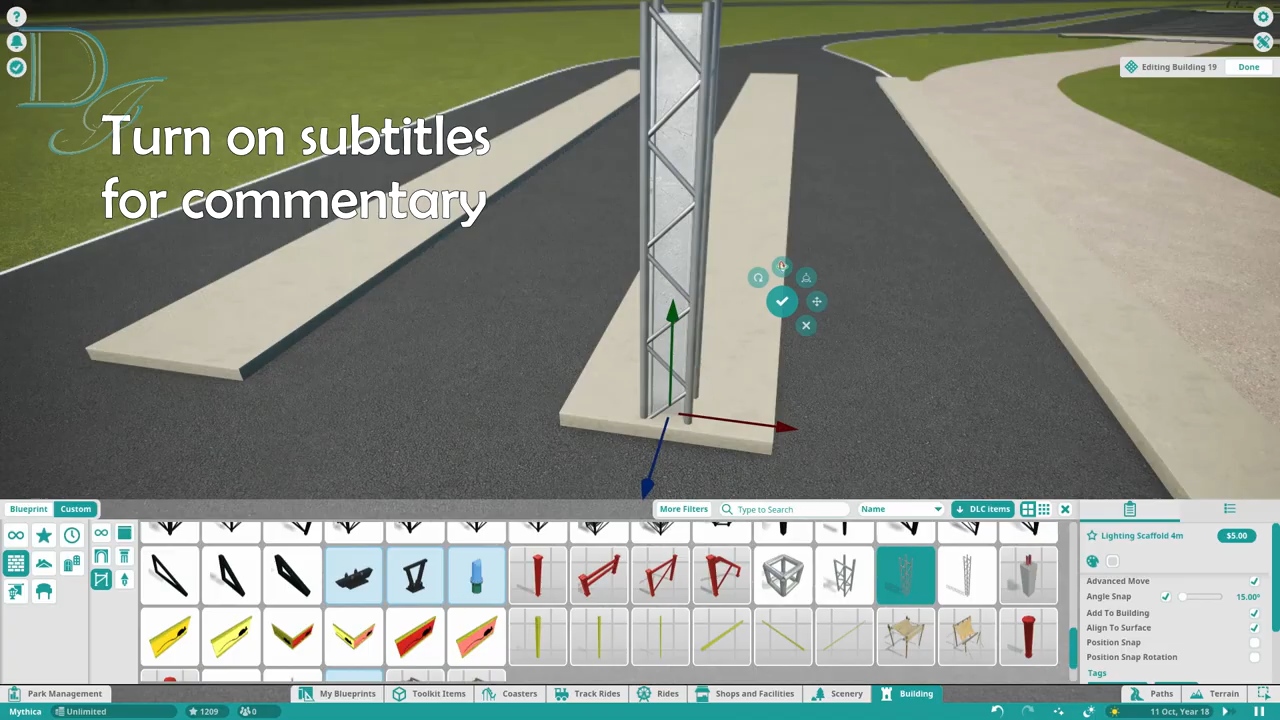 ?
Editing Building 19
Done
DG
Turn on subtitles
for commentary
Blueprint
Custom
More Filters
Type to Search
Name
DLC items
Lighting Scaffold 4m
$5.00
Advanced Move
Angle Snap
15.00°
Add To Building
Align To Surface
Position Snap
Position Snap Rotation
Tags
Park Management
My Blueprints
Toolkit Items
Coasters
Track Rides
Rides
Shops and Facilities
Scenery
Building
Paths
Terrain
Mythica
Unlimited
1209
0
11 Oct, Year 18